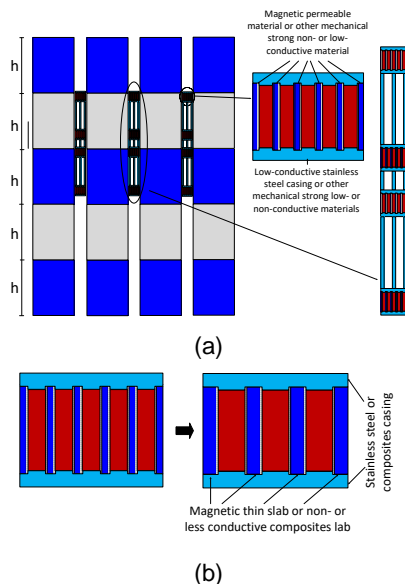 Magnetic permeable
material or other mechanical
strong non- or low-
conductive material
h
h
h
h
h
Low-conductive stainless
steel casing or other
mechanical strong low- or
non-conductive materials
(a)
Stainless steel or
composites casing
Magnetic thin slab or non- or
less conductive composites lab
(b)